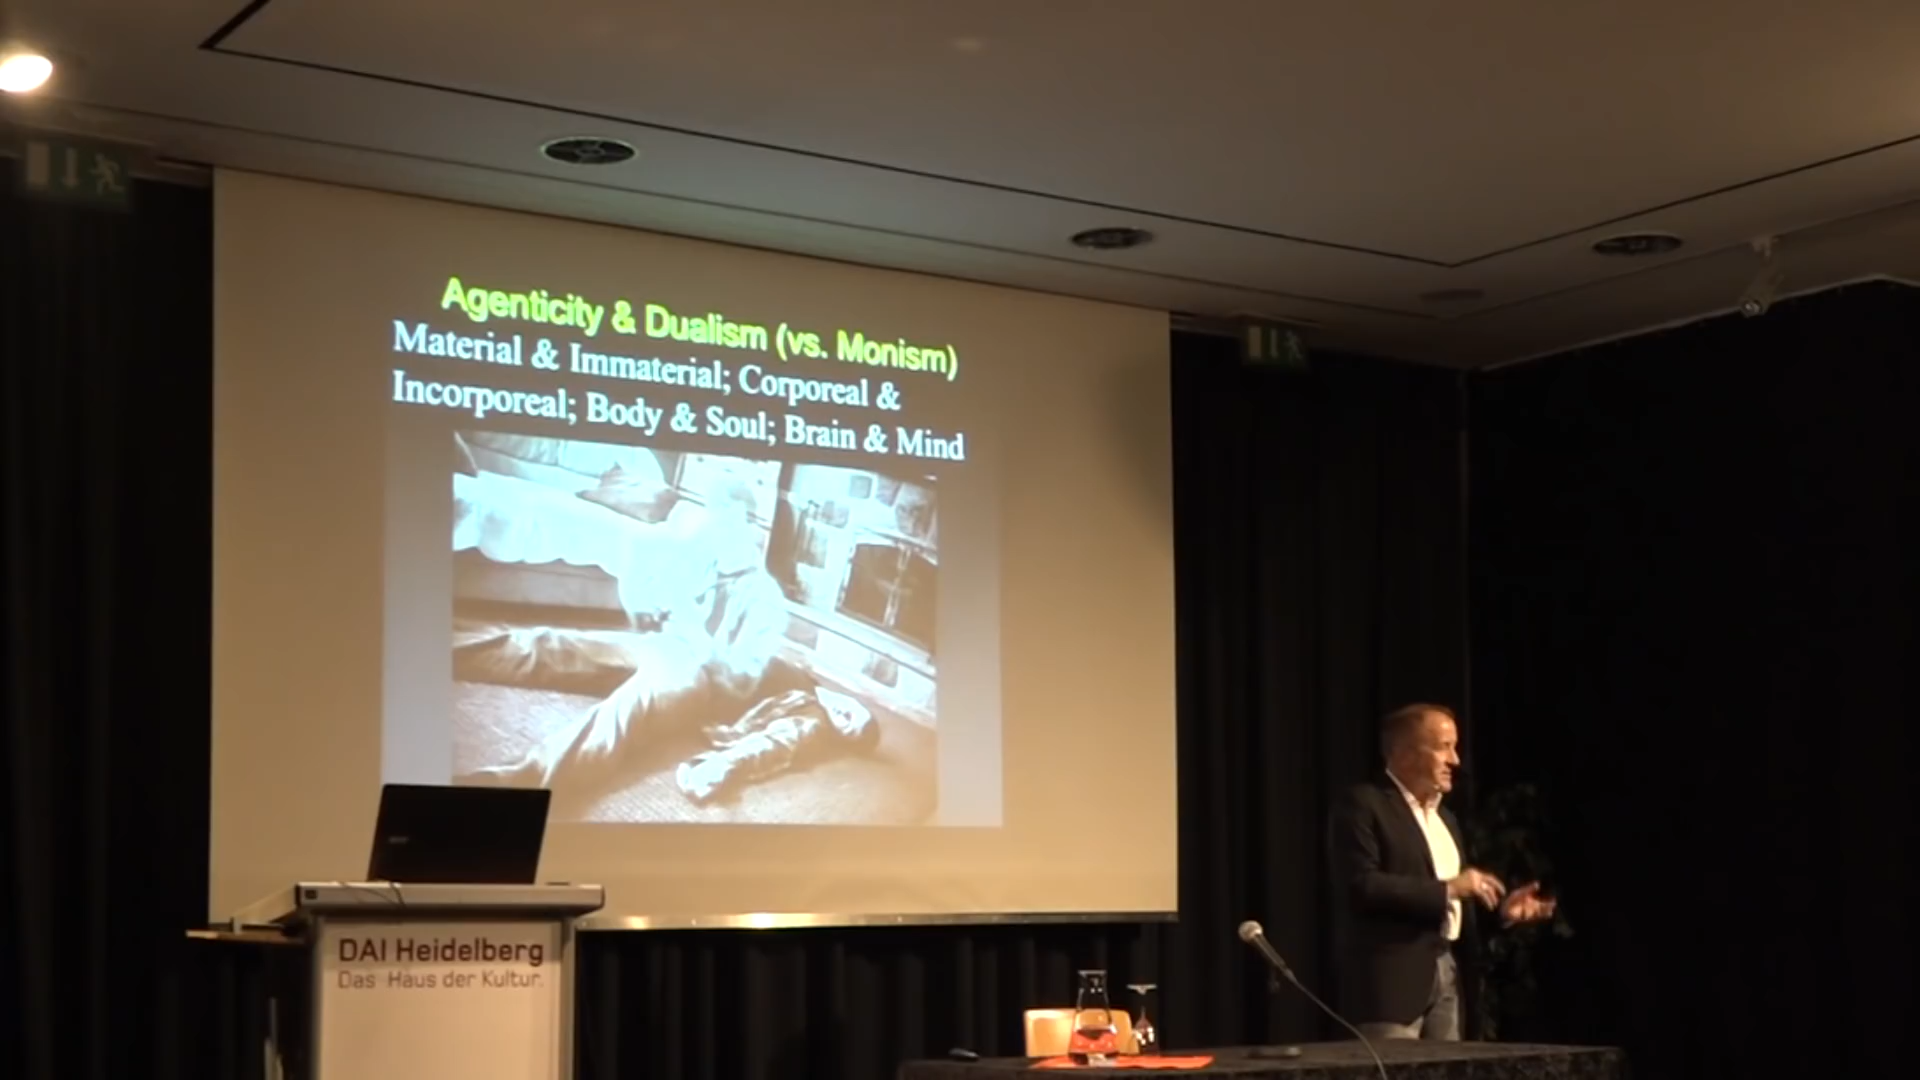 Agenticity & Dualism (vs. Monism)
Material & Immaterial; Corporeal &
Incorporeal; Body & Soul; Brain & Mind
DAI Heidelberg
Das Haus der Kultur.